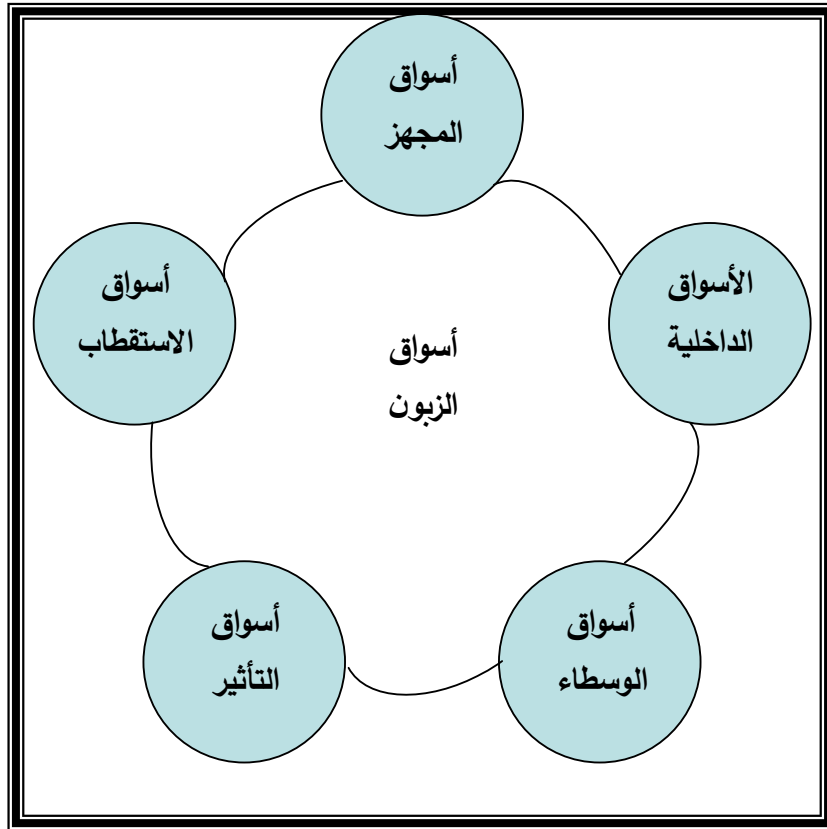 أسواق
المجهز
الأسواق
الداخلية
أسواق
الاستقطاب
أسواق
الزبون
أسواق
الوسطاء
أسواق
التأثير